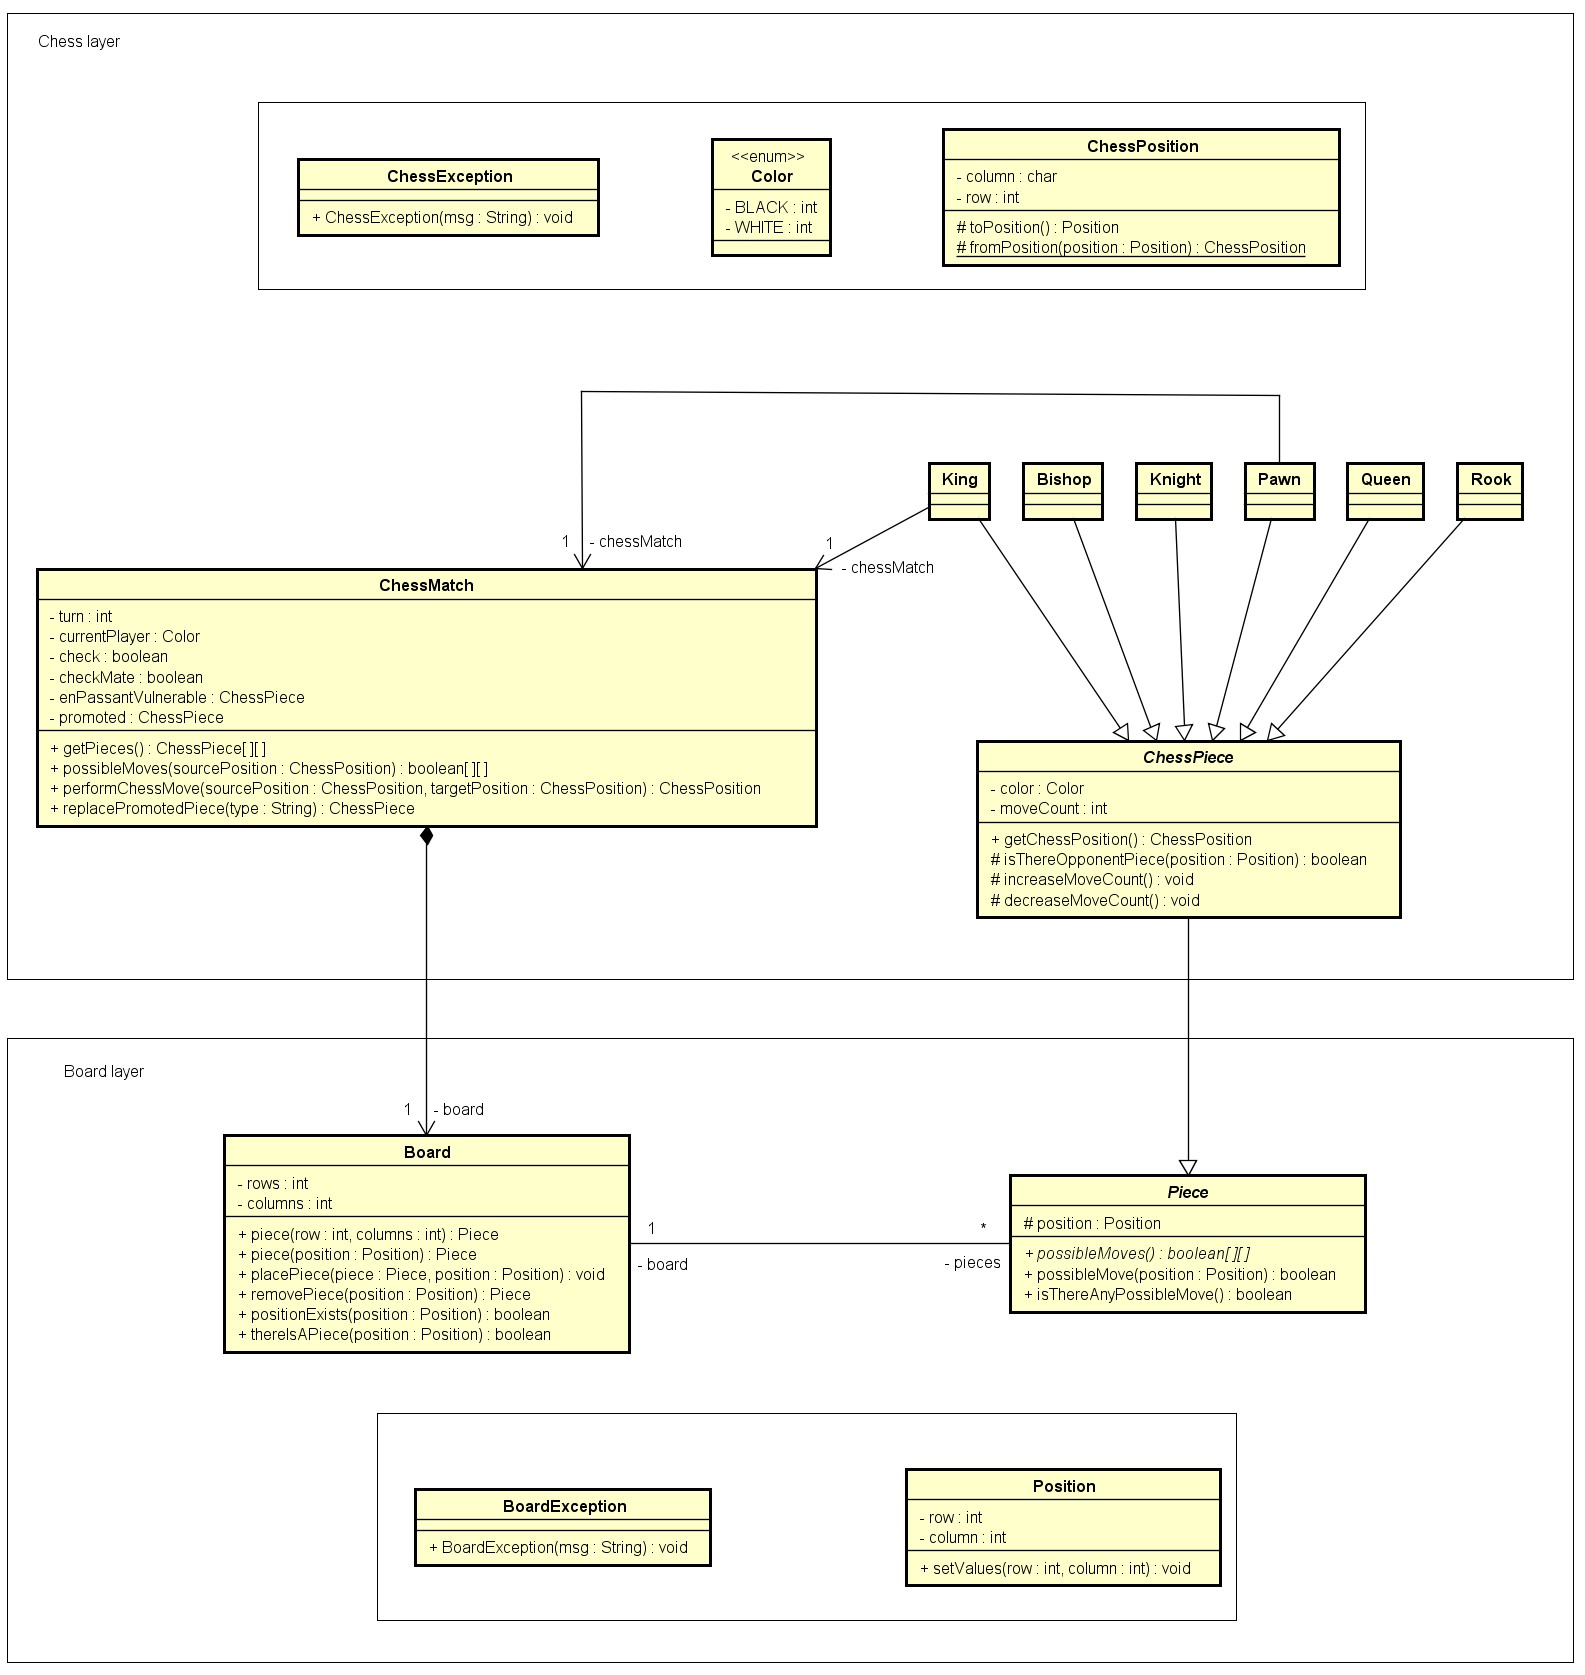 Chess layer
ChessException
+ ChessException(msg : String) : void
<<enum>>
Color
- BLACK : int
- WHITE : int
ChessPosition
- column : char
- row : int
# toPosition() : Position
# fromPosition(position : Position) : ChessPosition
King
Bishop
Knight
Pawn
Queen
Rook
1
- chessMatch
1
- chessMatch
ChessMatch
- turn : int
- currentPlayer : Color
- check : boolean
- checkMate : boolean
- enPassantVulnerable : ChessPiece
- promoted : ChessPiece
+ getPieces() : ChessPiece[][]
+ possibleMoves(sourcePosition : ChessPosition) : boolean[][]
+ performChessMove(sourcePosition : ChessPosition, targetPosition : ChessPosition) : ChessPosition
+ replacePromotedPiece(type : String) : ChessPiece
ChessPiece
- color : Color
- moveCount : int
+ getChessPosition() : ChessPosition
# isThereOpponentPiece(position : Position) : boolean
# increaseMoveCount() : void
# decreaseMoveCount() : void
Board layer
1
- board
Board
- rows : int
- columns : int
+ piece(row : int, columns : int) : Piece
+ piece(position : Position) : Piece
+ placePiece(piece : Piece, position : Position) : void
+ removePiece(position : Position) : Piece
+ positionExists(position : Position) : boolean
+ thereIsAPiece(position : Position) : boolean
1
- board
*
- pieces
Piece
# position : Position
+ possibleMoves() : boolean[][]
+ possibleMove(position : Position) : boolean
+ isThereAnyPossibleMove() : boolean
BoardException
+ BoardException(msg : String) : void
Position
- row : int
- column : int
+ setValues(row : int, column : int) : void